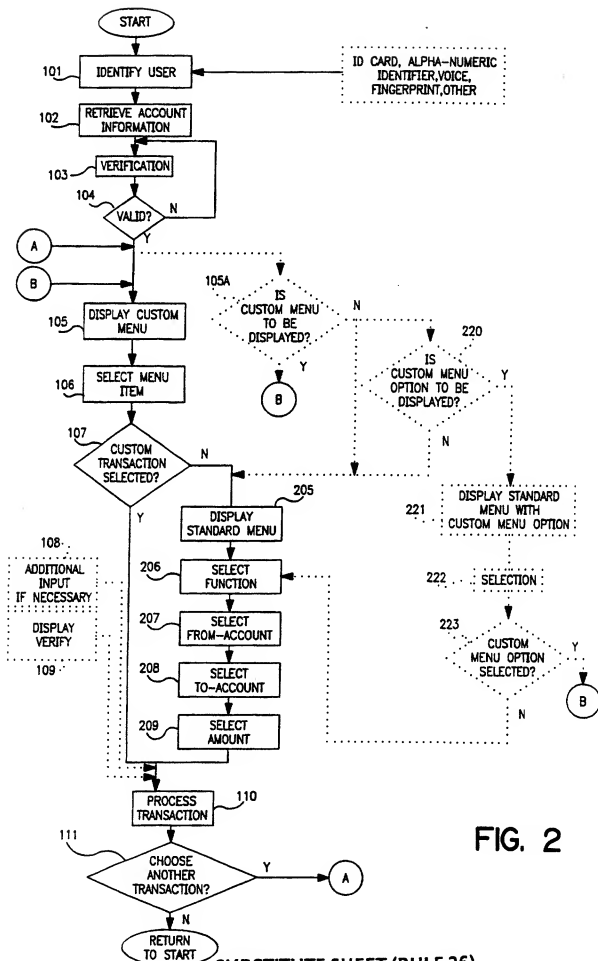 START
101
IDENTIFY USER
ID CARD, ALPHA-NUMERIC
IDENTIFIER,VOICE,
FINGERPRINT,OTHER
102
RETRIEVE ACCOUNT
INFORMATION
103
VERIFICATION
104
VALID?
N
Y
A
B
105
DISPLAY CUSTOM
MENU
105A
IS
CUSTOM MENU
TO BE
DISPLAYED?
N
Y
B
220
IS
CUSTOM MENU
OPTION TO BE
DISPLAYED?
Y
N
106
SELECT MENU
ITEM
107
CUSTOM
TRANSACTION
SELECTED?
N
Y
205
DISPLAY
STANDARD MENU
221
DISPLAY STANDARD
MENU WITH
CUSTOM MENU
OPTION
108
ADDITIONAL
INPUT
IF NECESSARY
DISPLAY
VERIFY
109
206
SELECT
FUNCTION
222
SELECTION
207
SELECT
FROM-ACCOUNT
223
CUSTOM
MENU OPTION
SELECTED?
Y
B
N
208
SELECT
TO-ACCOUNT
209
SELECT
AMOUNT
PROCESS
TRANSACTION
110
111
CHOOSE
ANOTHER
TRANSACTION?
Y
A
N
RETURN
TO START
FIG. 2
SUBSTITUTE SHEET (RULE 26)